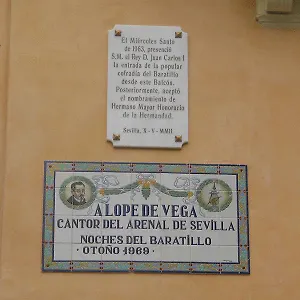 El Miércoles Santo
de 1983, presenció
S.M. el Rey D. Juan Carlos I
la entrada de la popular
cofradía del Baratillo
desde este Balcón.
Posteriormente, aceptó
el nombramiento de
Hermano Mayor Honorario
de la Hermandad.
Sevilla, X-V-MMII
A LOPE DE VEGA
CANTOR DEL ARENAL DE SEVILLA
NOCHES DEL BARATILLO
·OTOÑO 1969·